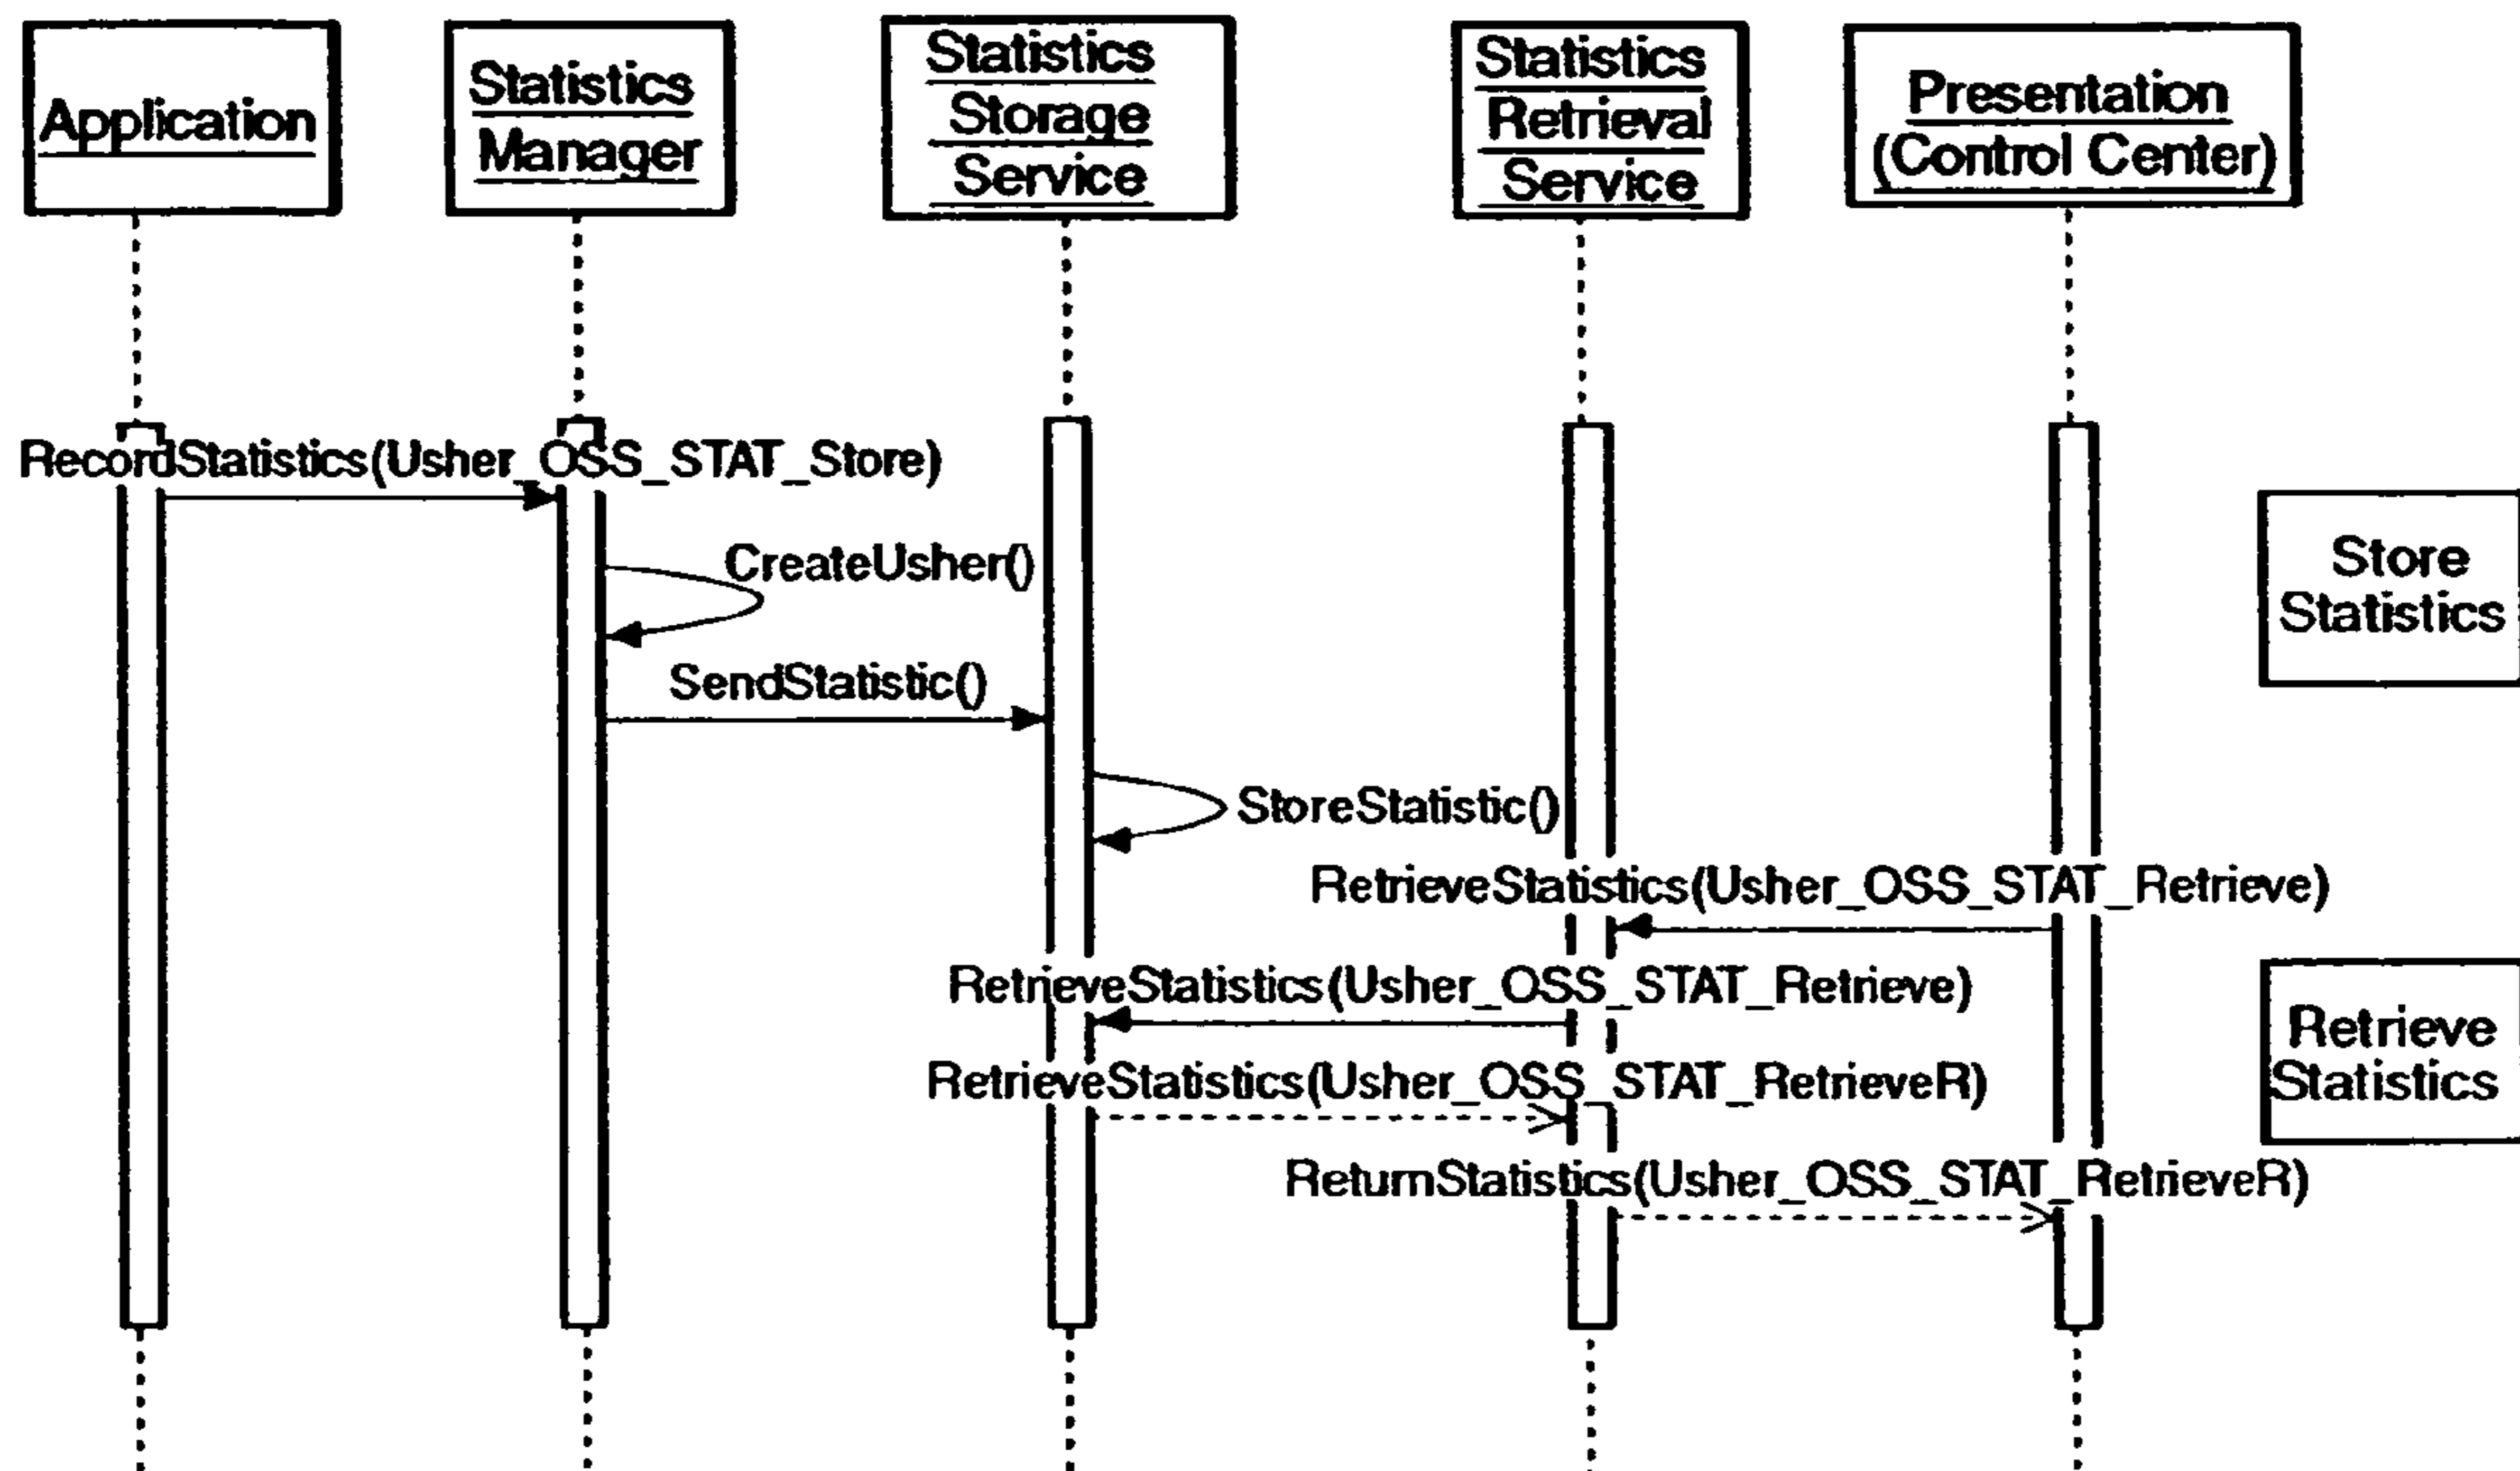 Application
Statistics
Manager
Statistics
Storage
Service
Statistics
Retrieval
Service
Presentation
(Control Center)
RecordStatistics(Usher_OSS_STAT_Store)
CreateUsher()
Store
Statistics
SendStatistic()
StoreStatistic()
RetrieveStatistics(Usher_OSS_STAT_Retrieve)
RetrieveStatistics(Usher_OSS_STAT_Retrieve)
Retrieve
Statistics
RetrieveStatistics(Usher_OSS_STAT_RetrieveR)
ReturnStatistics(Usher_OSS_STAT_RetrieveR)